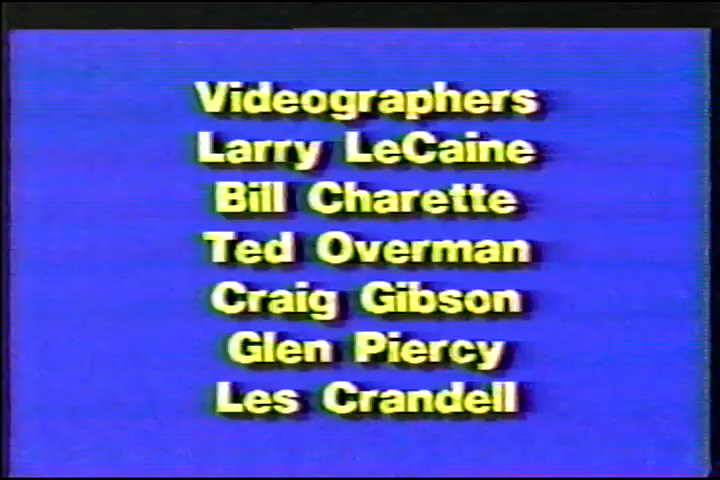 Videographers
Larry LeCaine
Bill Charette
Ted Overman
Craig Gibson
Glen Piercy
Les Crandell